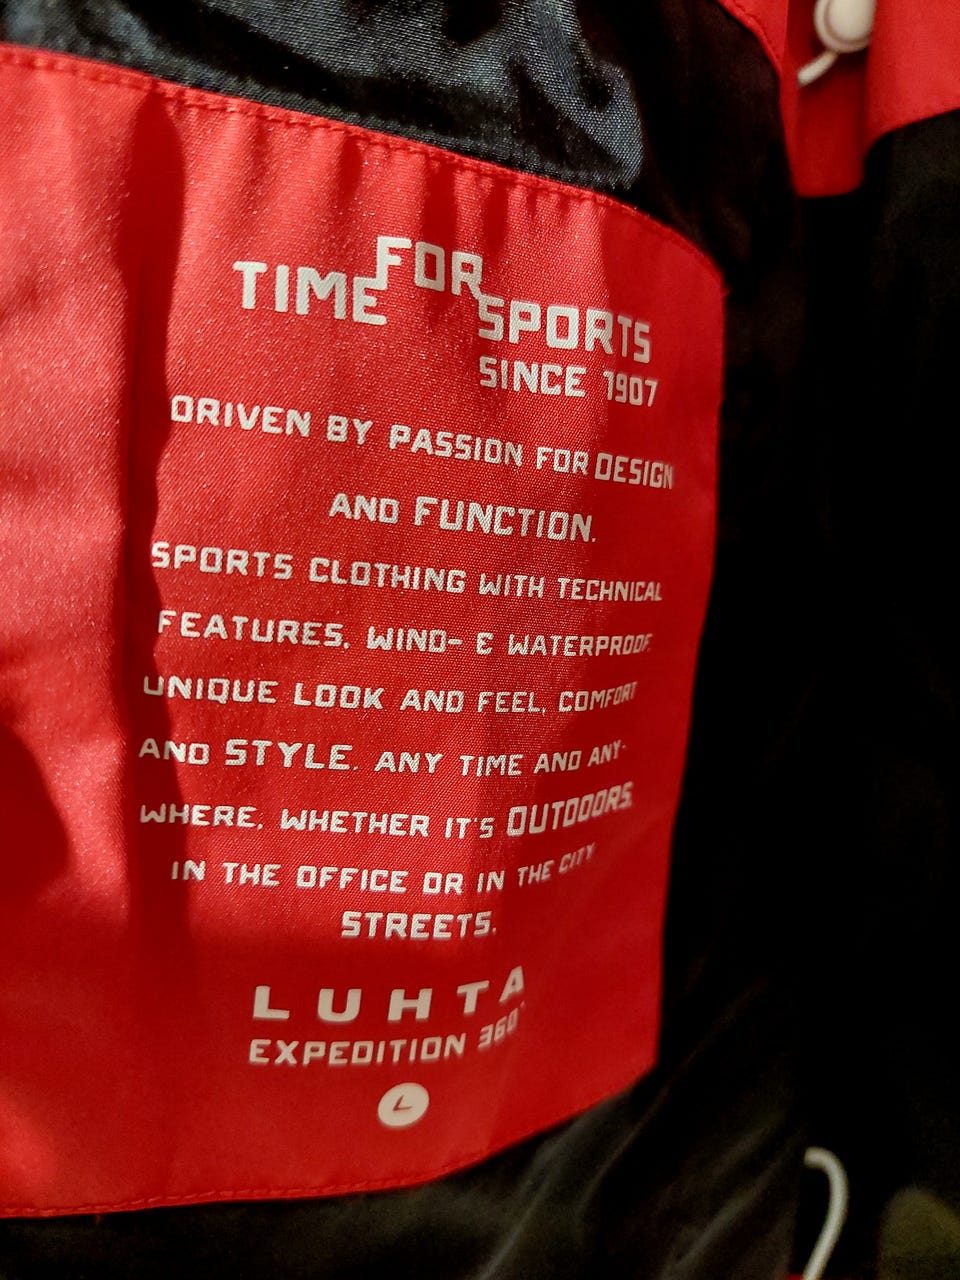 TIME FOR SPORTS
SINCE 1907
DRIVEN BY PASSION FOR DESIGN
AND FUNCTION.
SPORTS CLOTHING WITH TECHNICAL
FEATURES, WIND- & WATERPROOF.
UNIQUE LOOK AND FEEL, COMFORT
AND STYLE. ANY TIME AND ANY-
WHERE, WHETHER IT'S OUTDOORS,
IN THE OFFICE OR IN THE CITY
STREETS.
LUHTA
EXPEDITION 360°
L